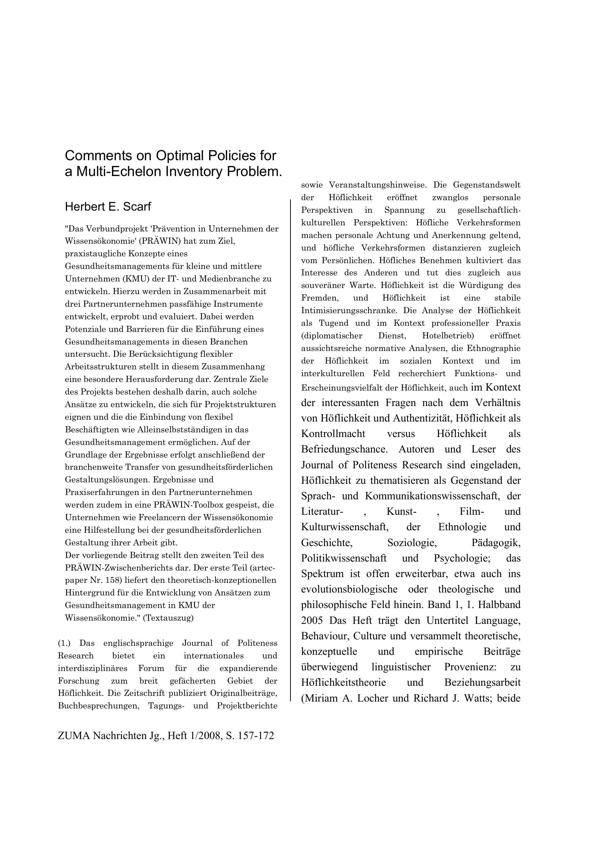 Comments on Optimal Policies for
a Multi-Echelon Inventory Problem.
Herbert E. Scarf
"Das Verbundprojekt 'Prävention in Unternehmen der
Wissensökonomie' (PRÄWIN) hat zum Ziel,
praxistaugliche Konzepte eines
Gesundheitsmanagements für kleine und mittlere
Unternehmen (KMU) der IT- und Medienbranche zu
entwickeln. Hierzu werden in Zusammenarbeit mit
drei Partnerunternehmen passfähige Instrumente
entwickelt, erprobt und evaluiert. Dabei werden
Potenziale und Barrieren für die Einführung eines
Gesundheitsmanagements in diesen Branchen
untersucht. Die Berücksichtigung flexibler
Arbeitsstrukturen stellt in diesem Zusammenhang
eine besondere Herausforderung dar. Zentrale Ziele
des Projekts bestehen deshalb darin, auch solche
Ansätze zu entwickeln, die sich für Projektstrukturen
eignen und die die Einbindung von flexibel
Beschäftigten wie Alleinselbstständigen in das
Gesundheitsmanagement ermöglichen. Auf der
Grundlage der Ergebnisse erfolgt anschließend der
branchenweite Transfer von gesundheitsförderlichen
Gestaltungslösungen. Ergebnisse und
Praxiserfahrungen in den Partnerunternehmen
werden zudem in eine PRÄWIN-Toolbox gespeist, die
Unternehmen wie Freelancern der Wissensökonomie
eine Hilfestellung bei der gesundheitsförderlichen
Gestaltung ihrer Arbeit gibt.
Der vorliegende Beitrag stellt den zweiten Teil des
PRÄWIN-Zwischenberichts dar. Der erste Teil (artec-
paper Nr. 158) liefert den theoretisch-konzeptionellen
Hintergrund für die Entwicklung von Ansätzen zum
Gesundheitsmanagement in KMU der
Wissensökonomie." (Textauszug)
(1.) Das englischsprachige Journal of Politeness
Research bietet ein internationales und
interdisziplinäres Forum für die expandierende
Forschung zum breit gefächerten Gebiet der
Höflichkeit. Die Zeitschrift publiziert Originalbeiträge,
Buchbesprechungen, Tagungs- und Projektberichte
sowie Veranstaltungshinweise. Die Gegenstandswelt
der Höflichkeit eröffnet zwanglos personale
Perspektiven in Spannung zu gesellschaftlich-
kulturellen Perspektiven: Höfliche Verkehrsformen
machen personale Achtung und Anerkennung geltend,
und höfliche Verkehrsformen distanzieren zugleich
vom Persönlichen. Höfliches Benehmen kultiviert das
Interesse des Anderen und tut dies zugleich aus
souveräner Warte. Höflichkeit ist die Würdigung des
Fremden, und Höflichkeit ist eine stabile
Intimisierungsschranke. Die Analyse der Höflichkeit
als Tugend und im Kontext professioneller Praxis
(diplomatischer Dienst, Hotelbetrieb) eröffnet
aussichtsreiche normative Analysen, die Ethnographie
der Höflichkeit im sozialen Kontext und im
interkulturellen Feld recherchiert Funktions- und
Erscheinungsvielfalt der Höflichkeit, auch im Kontext
der interessanten Fragen nach dem Verhältnis
von Höflichkeit und Authentizität, Höflichkeit als
Kontrollmacht versus Höflichkeit als
Befriedungschance. Autoren und Leser des
Journal of Politeness Research sind eingeladen,
Höflichkeit zu thematisieren als Gegenstand der
Sprach- und Kommunikationswissenschaft, der
Literatur- , Kunst- , Film- und
Kulturwissenschaft, der Ethnologie und
Geschichte, Soziologie, Pädagogik,
Politikwissenschaft und Psychologie; das
Spektrum ist offen erweiterbar, etwa auch ins
evolutionsbiologische oder theologische und
philosophische Feld hinein. Band 1, 1. Halbband
2005 Das Heft trägt den Untertitel Language,
Behaviour, Culture und versammelt theoretische,
konzeptuelle und empirische Beiträge
überwiegend linguistischer Provenienz: zu
Höflichkeitstheorie und Beziehungsarbeit
(Miriam A. Locher und Richard J. Watts; beide
ZUMA Nachrichten Jg., Heft 1/2008, S. 157-172